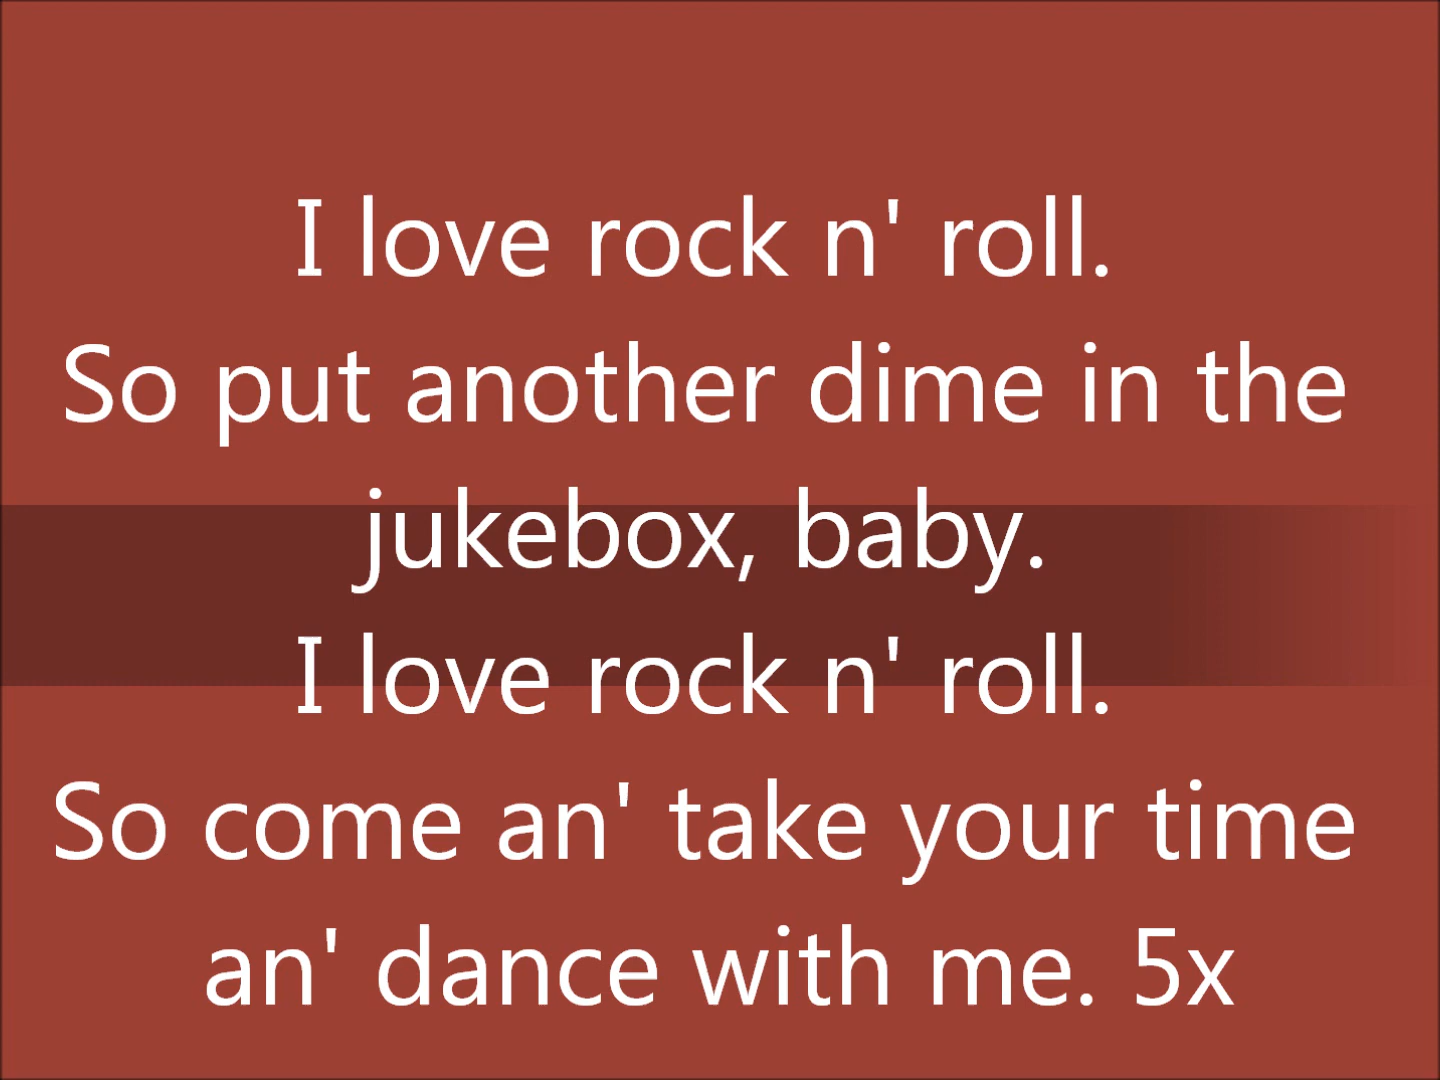 I love rock n' roll.
So put another dime in the
jukebox, baby.
I love rock n' roll.
So come an' take your time
an' dance with me. 5x